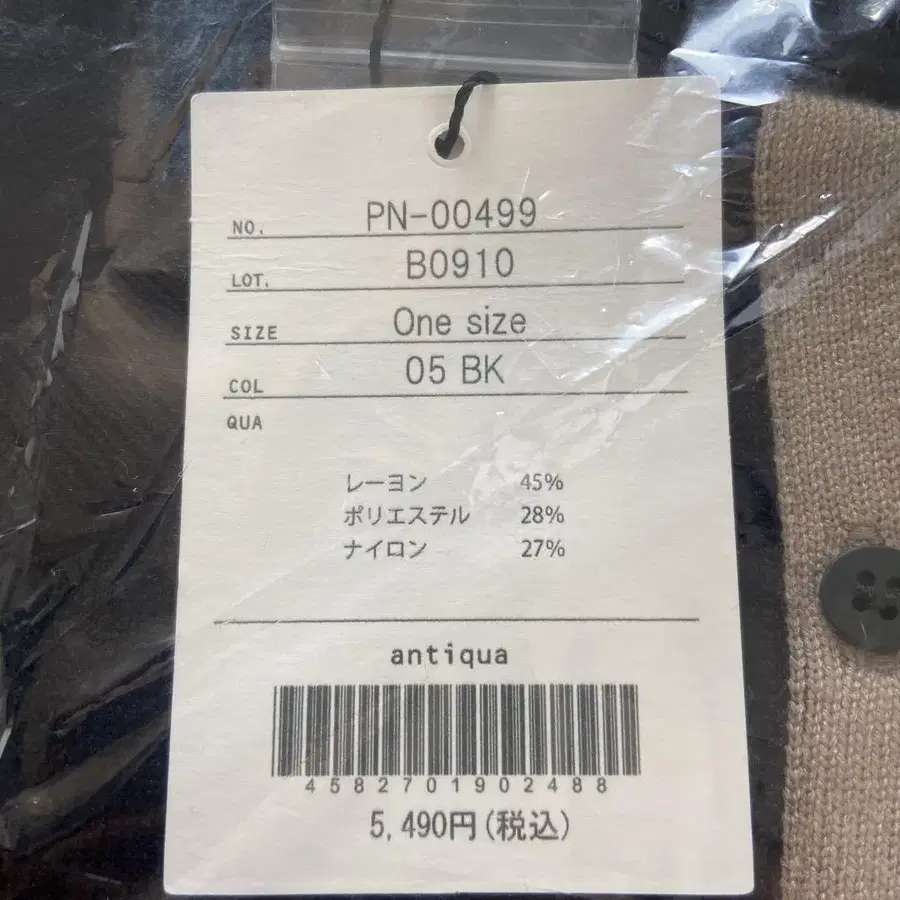 NO. PN-00499
LOT. B0910
SIZE One size
COL 05 BK
QUA
レーヨン 45%
ポリエステル 28%
ナイロン 27%
antiqua
4582701902488
5,490円(税込)